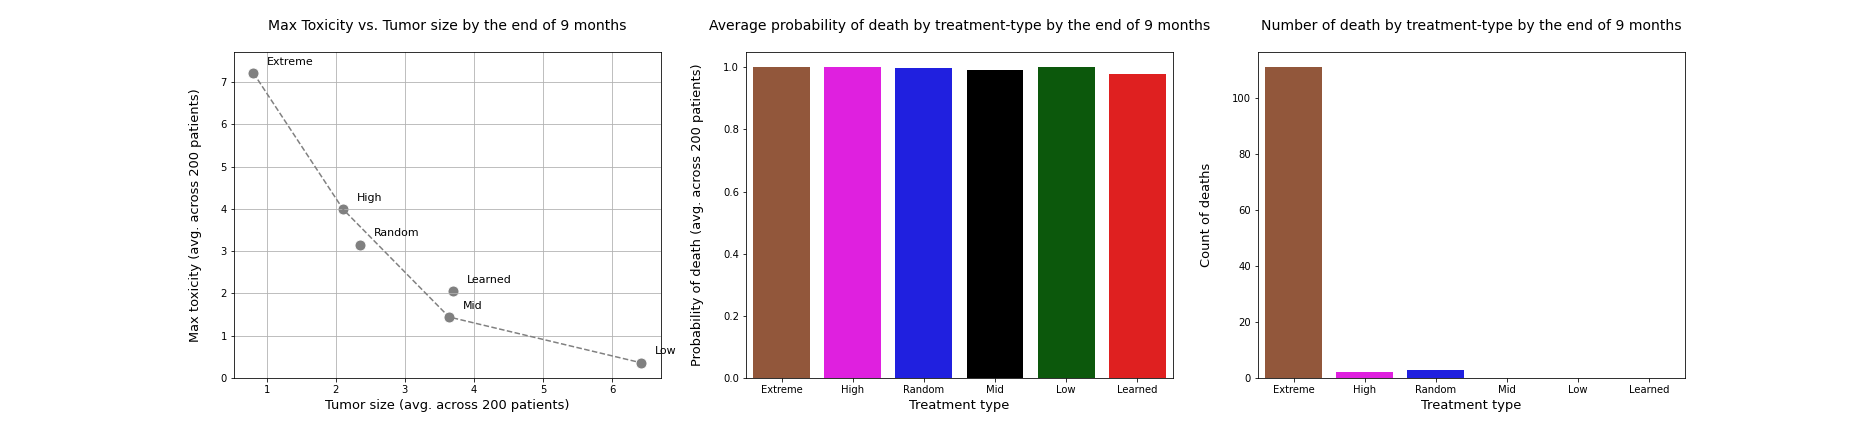 Max Toxicity vs. Tumor size by the end of 9 months
Max toxicity (avg. across 200 patients)
7
6
5
4
3
2
1
0
Extreme
High
Random
Learned
Mid
Low
1 2 3 4 5 6
Tumor size (avg. across 200 patients)
Average probability of death by treatment-type by the end of 9 months
Probability of death (avg. across 200 patients)
1.0
0.8
0.6
0.4
0.2
0.0
Extreme High Random Mid Low Learned
Treatment type
Number of death by treatment-type by the end of 9 months
Count of deaths
100
80
60
40
20
0
Extreme High Random Mid Low Learned
Treatment type